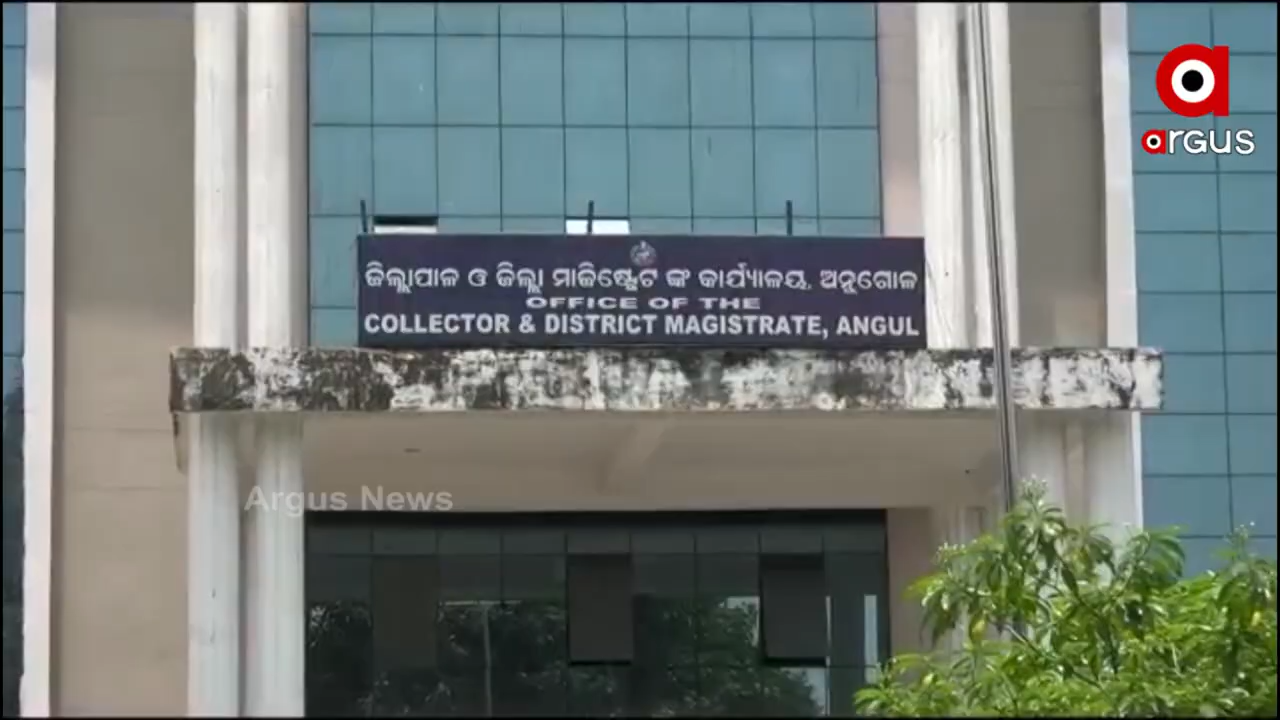 argus
ଜିଲ୍ଲାପାଳ ଓ ଜିଲ୍ଲା ମାଜିଷ୍ଟ୍ରେଟ ଙ୍କ କାର୍ଯ୍ୟାଳୟ, ଅନୁଗୋଳ
OFFICE OF THE
COLLECTOR & DISTRICT MAGISTRATE, ANGUL
Argus News